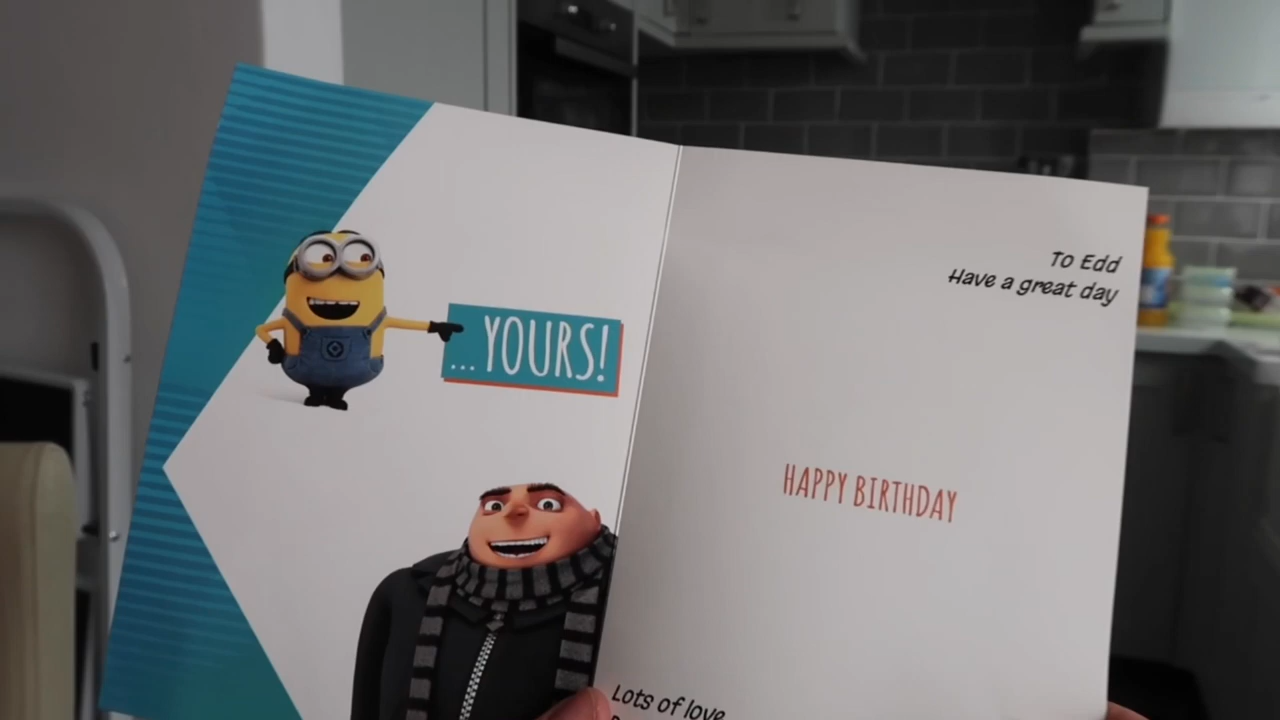 ...YOURS!
To Edd
Have a great day
HAPPY BIRTHDAY
Lots of love